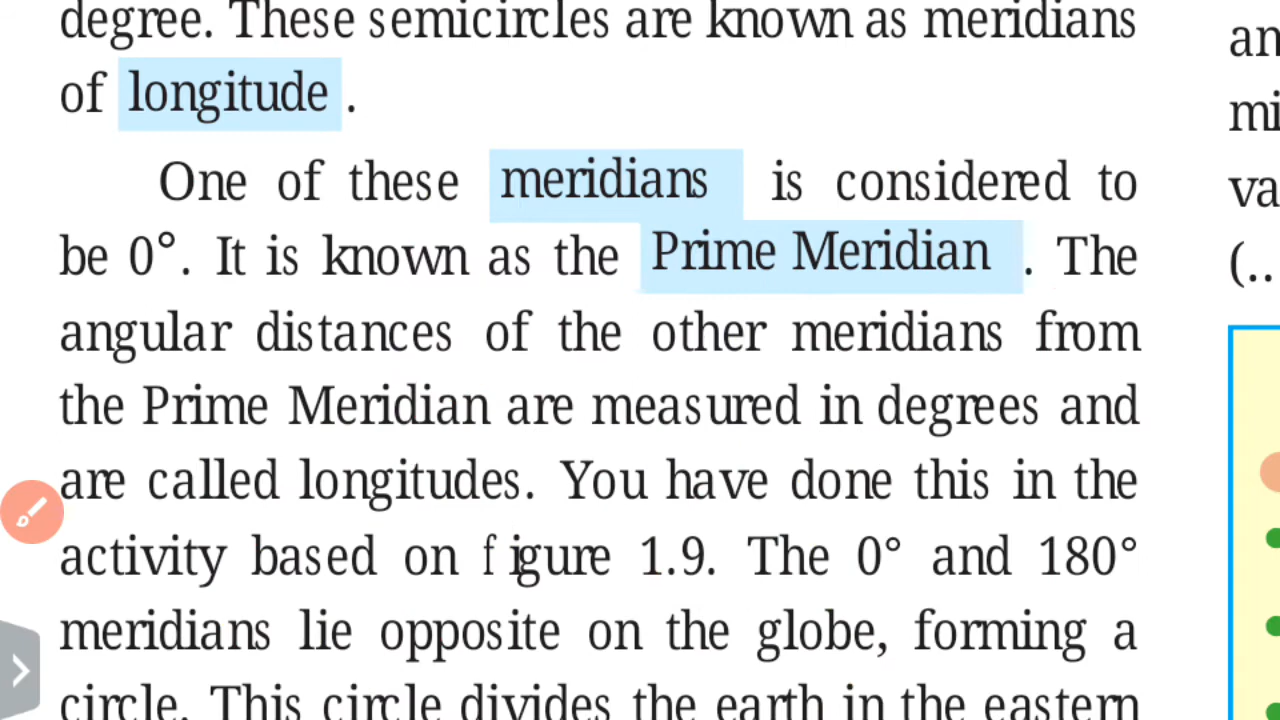 degree. These semicircles are known as meridians
of longitude .
One of these meridians is considered to
be 0°. It is known as the Prime Meridian . The
angular distances of the other meridians from
the Prime Meridian are measured in degrees and
are called longitudes. You have done this in the
activity based on figure 1.9. The 0° and 180°
meridians lie opposite on the globe, forming a
circle. This circle divides the earth in the eastern
an
mi
va
(..